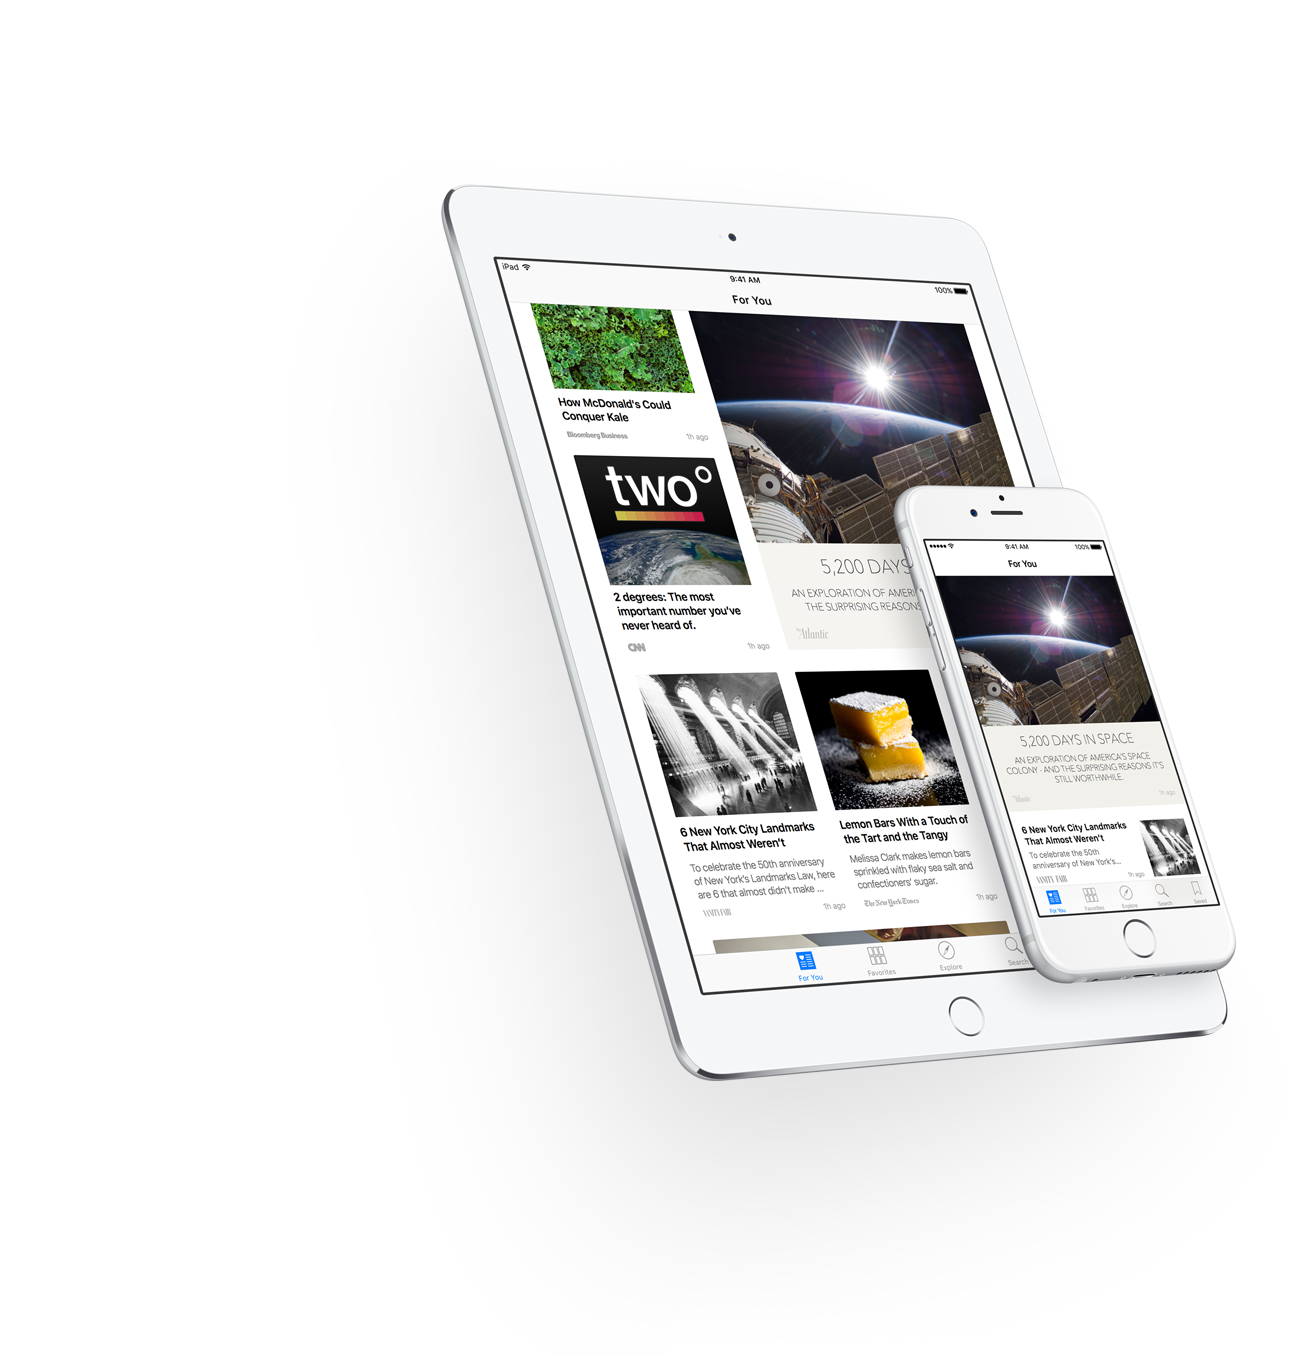 iPad
9:41 AM
100%
For You
How McDonald's Could
Conquer Kale
Bloomberg Business
1h ago
two°
2 degrees: The most
important number you've
never heard of.
CNN
1h ago
5,200 DAYS
AN EXPLORATION OF
THE SURPRISING REASONS
The Atlantic
6 New York City Landmarks
That Almost Weren't
To celebrate the 50th anniversary
of New York's Landmarks Law, here
are 6 that almost didn't make ...
VANITY FAIR
1h ago
Lemon Bars With a Touch of
the Tart and the Tangy
Melissa Clark makes lemon bars
sprinkled with flaky sea salt and
confectioners' sugar.
The New York Times
1h ago
For You
Favorites
Explore
Search
9:41 AM
100%
For You
5,200 DAYS IN SPACE
AN EXPLORATION OF AMERICA'S SPACE
COLONY - AND THE SURPRISING REASONS IT'S
STILL WORTHWHILE.
The Atlantic
1h ago
6 New York City Landmarks
That Almost Weren't
To celebrate the 50th
anniversary of New York's...
VANITY FAIR
1h ago
For You
Favorites
Explore
Search
Saved